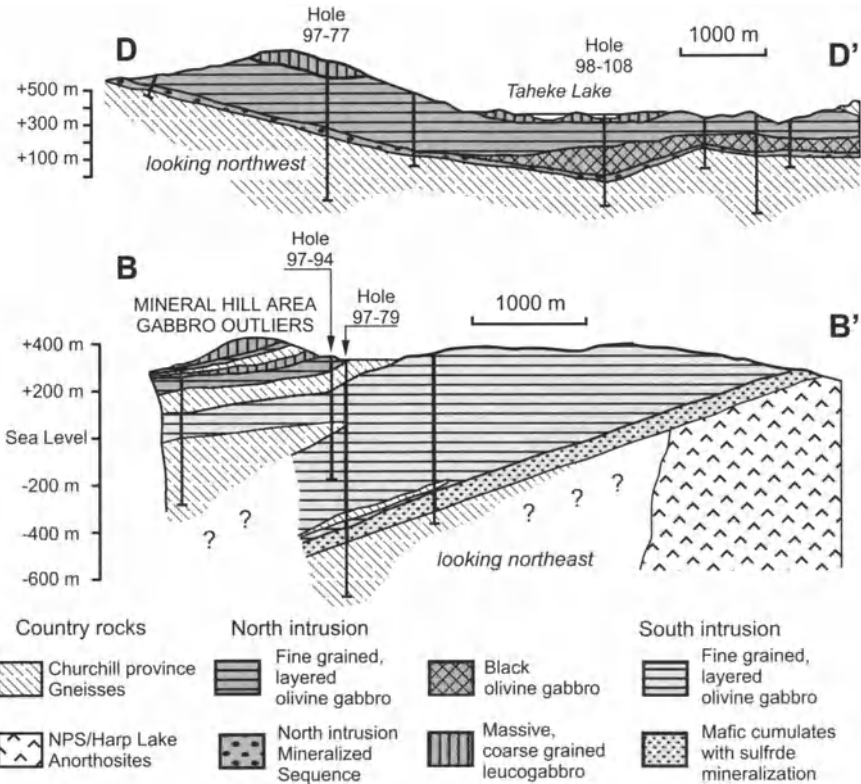 D
Hole
97-77
1000 m
D'
Hole
98-108
Taheke Lake
+500 m
+300 m
+100 m
looking northwest
B
Hole
97-94
MINERAL HILL AREA
GABBRO OUTLIERS
Hole
97-79
1000 m
B'
+400 m
+200 m
Sea Level
-200 m
-400 m
-600 m
? ?
? ? ?
looking northeast
Country rocks
Churchill province
Gneisses
NPS/Harp Lake
Anorthosites
North intrusion
Fine grained,
layered
olivine gabbro
North intrusion
Mineralized
Sequence
Black
olivine gabbro
Massive,
coarse grained
leucogabbro
South intrusion
Fine grained,
layered
olivine gabbro
Mafic cumulates
with sulfrde
mineralization